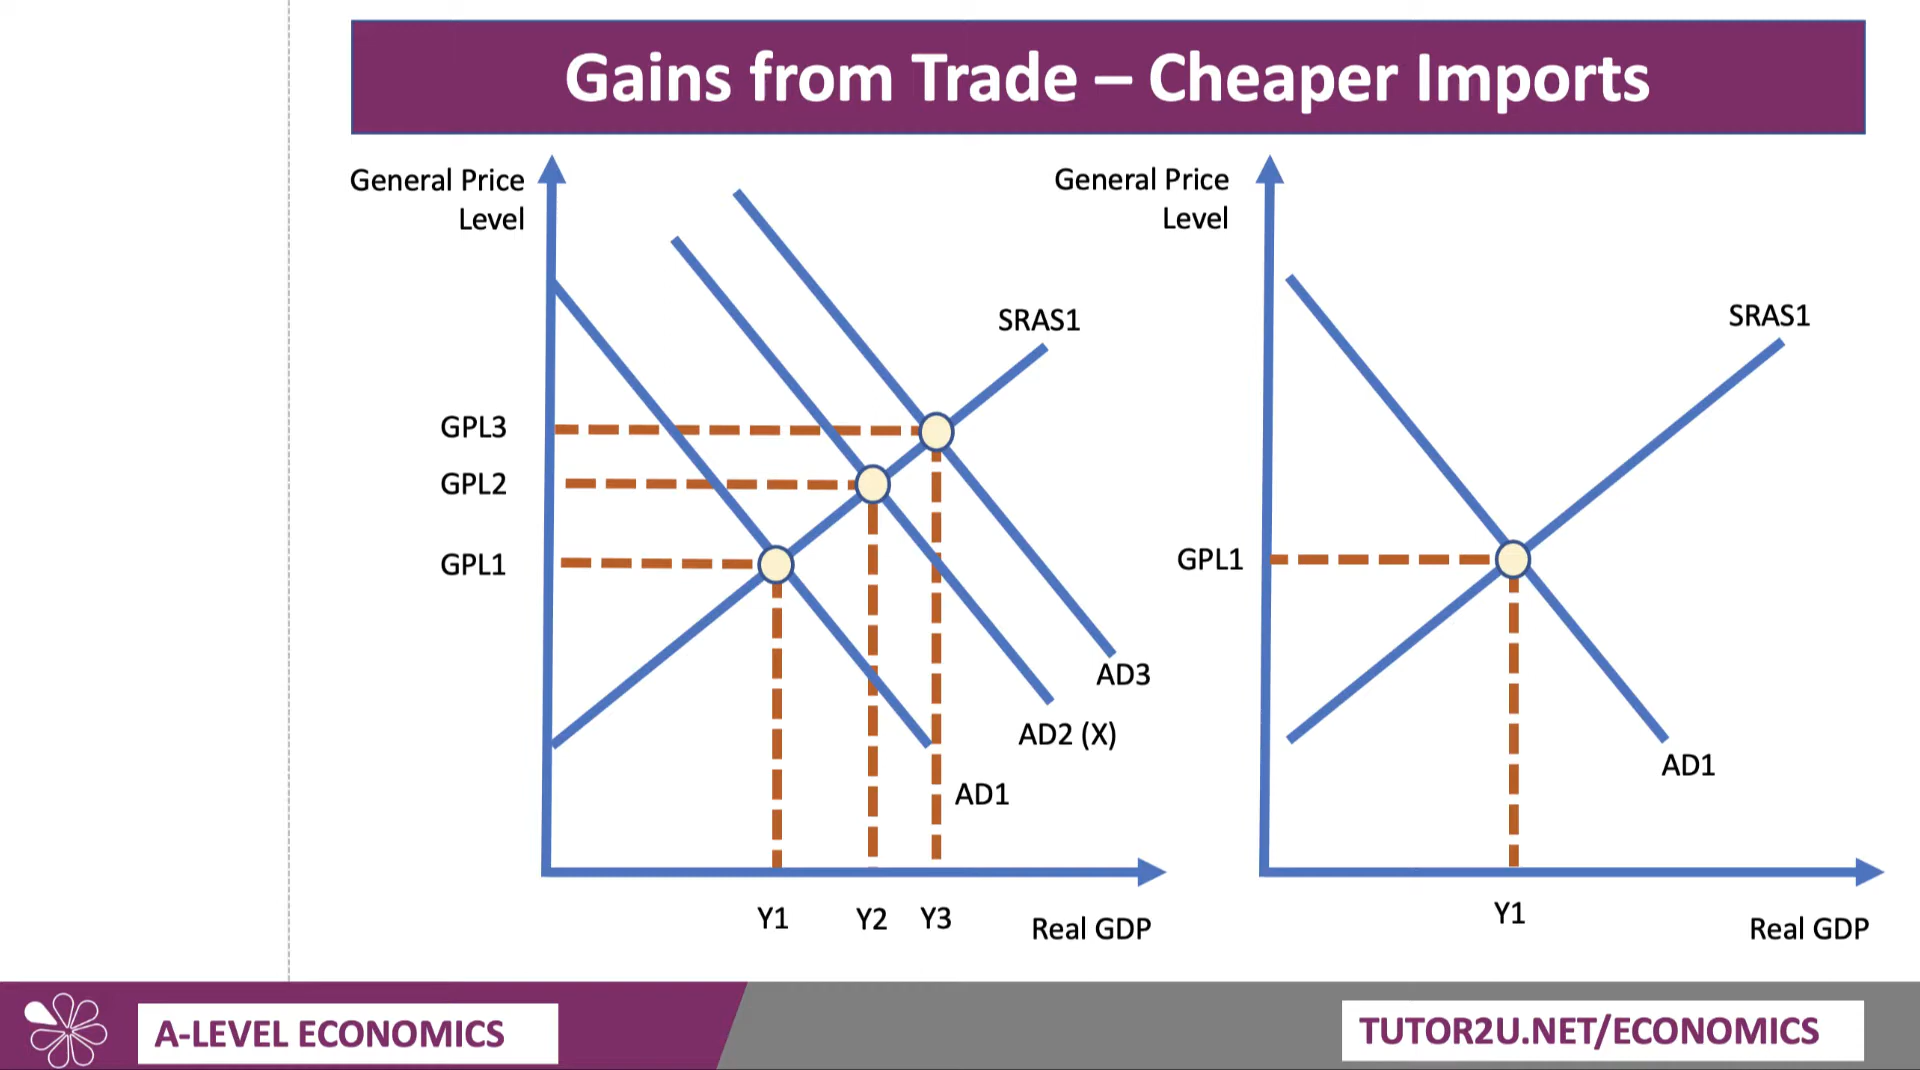 Gains from Trade – Cheaper Imports
General Price
Level
SRAS1
GPL3
GPL2
GPL1
AD3
AD2 (X)
AD1
Y1
Y2
Y3
Real GDP
General Price
Level
SRAS1
GPL1
AD1
Y1
Real GDP
A-LEVEL ECONOMICS
TUTOR2U.NET/ECONOMICS